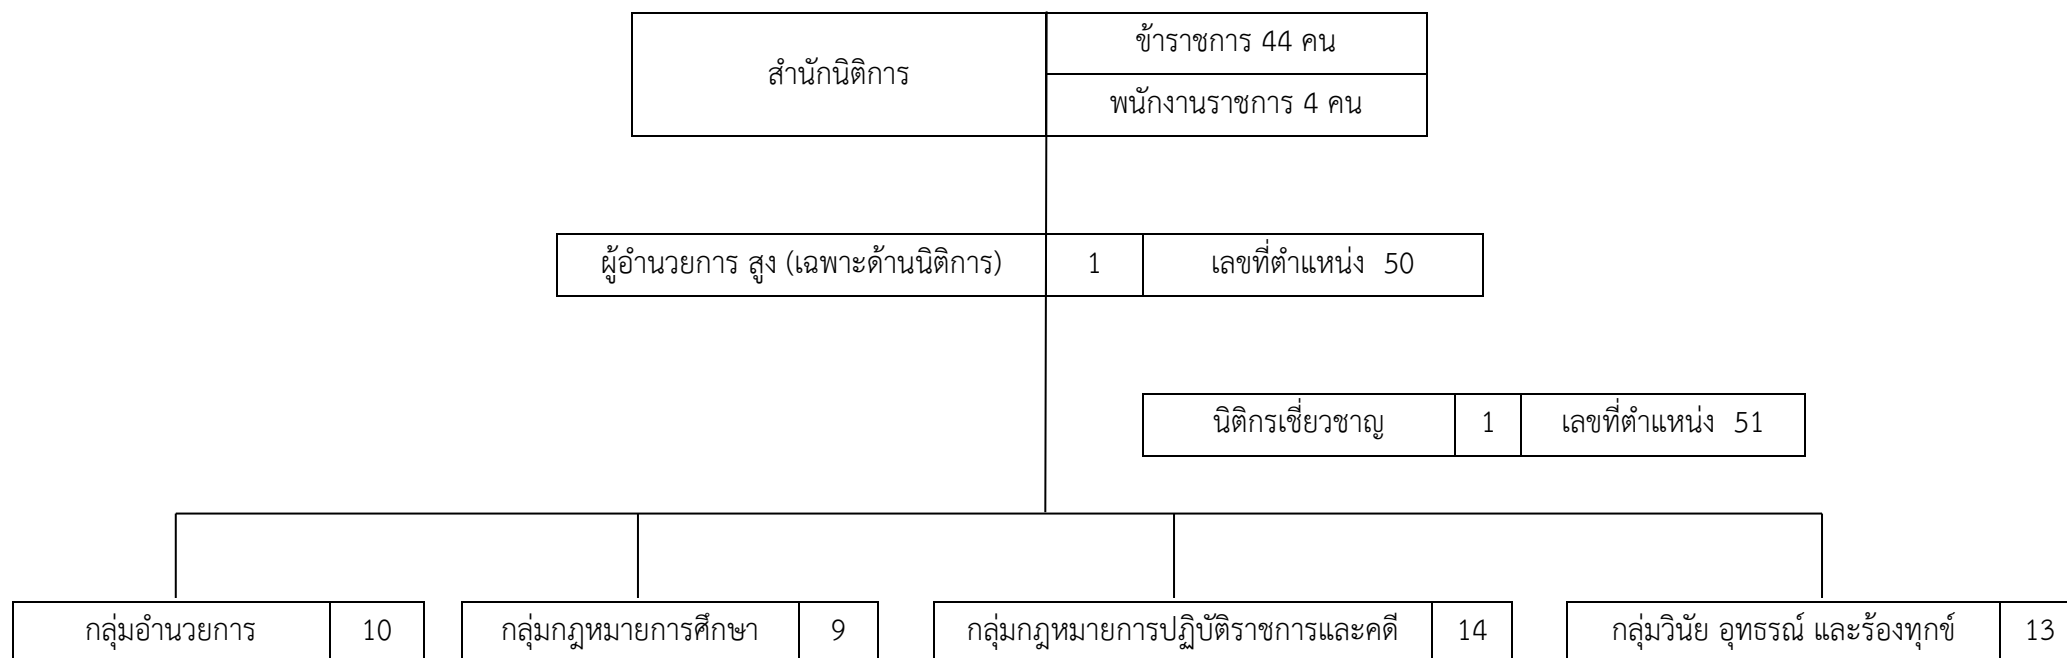 สำนักนิติการ
ข้าราชการ 44 คน
พนักงานราชการ 4 คน
ผู้อำนวยการ สูง (เฉพาะด้านนิติการ) 1 เลขที่ตำแหน่ง 50
นิติกรเชี่ยวชาญ 1 เลขที่ตำแหน่ง 51
กลุ่มอำนวยการ 10 กลุ่มกฎหมายการศึกษา 9 กลุ่มกฎหมายการปฏิบัติราชการและคดี 14 กลุ่มวินัย อุทธรณ์ และร้องทุกข์ 13